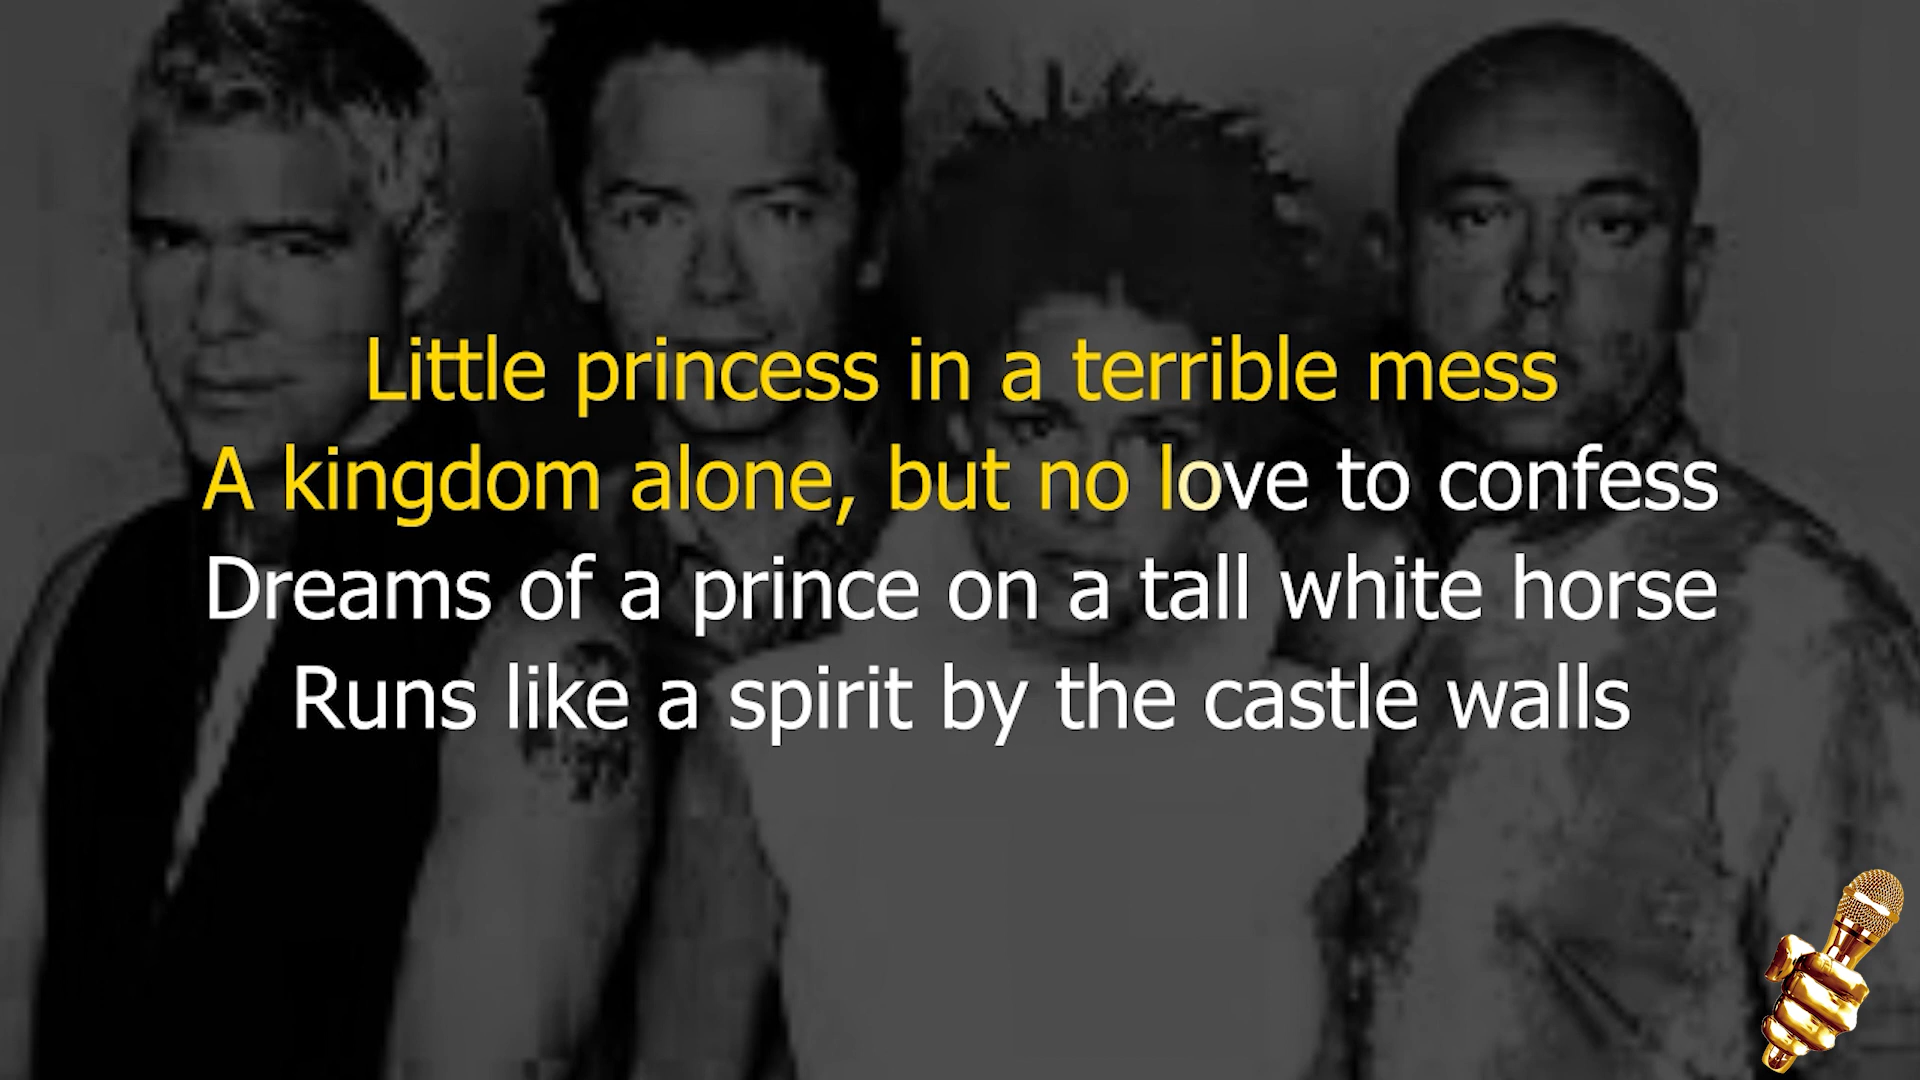 Little princess in a terrible mess
A kingdom alone, but no love to confess
Dreams of a prince on a tall white horse
Runs like a spirit by the castle walls